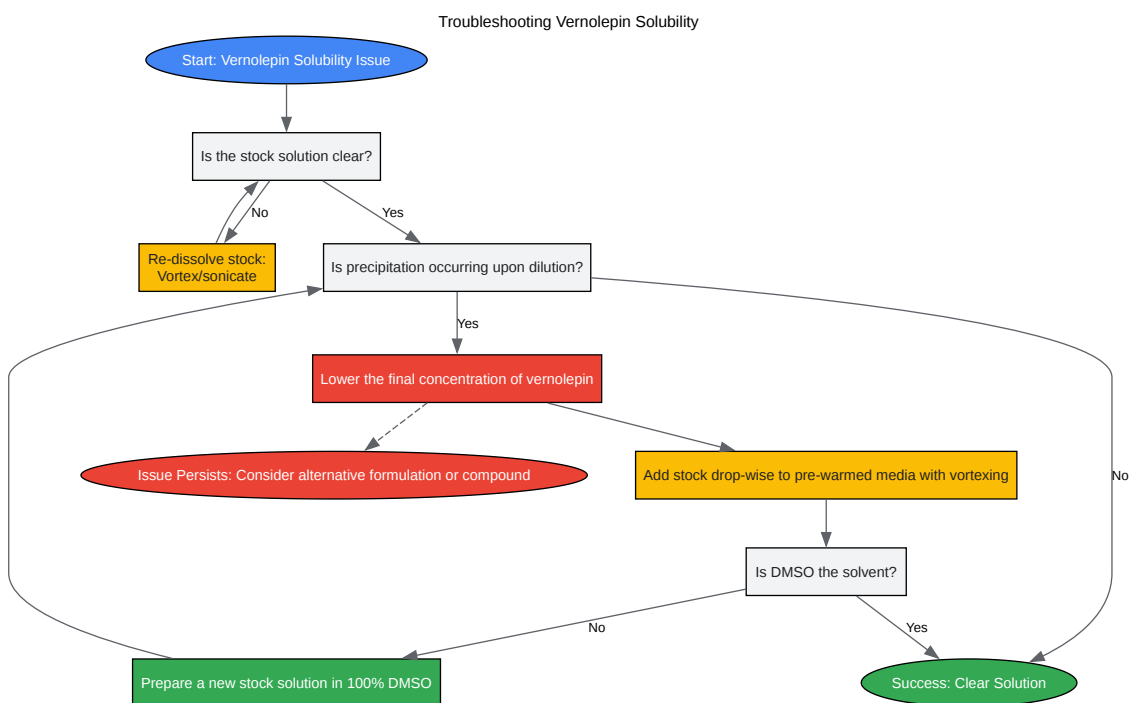 Troubleshooting Vernolepin Solubility
Start: Vernolepin Solubility Issue
Is the stock solution clear?
No
Yes
Re-dissolve stock:
Vortex/sonicate
Is precipitation occurring upon dilution?
Yes
Lower the final concentration of vernolepin
Issue Persists: Consider alternative formulation or compound
Add stock drop-wise to pre-warmed media with vortexing
No
Is DMSO the solvent?
No
Yes
Prepare a new stock solution in 100% DMSO
Success: Clear Solution